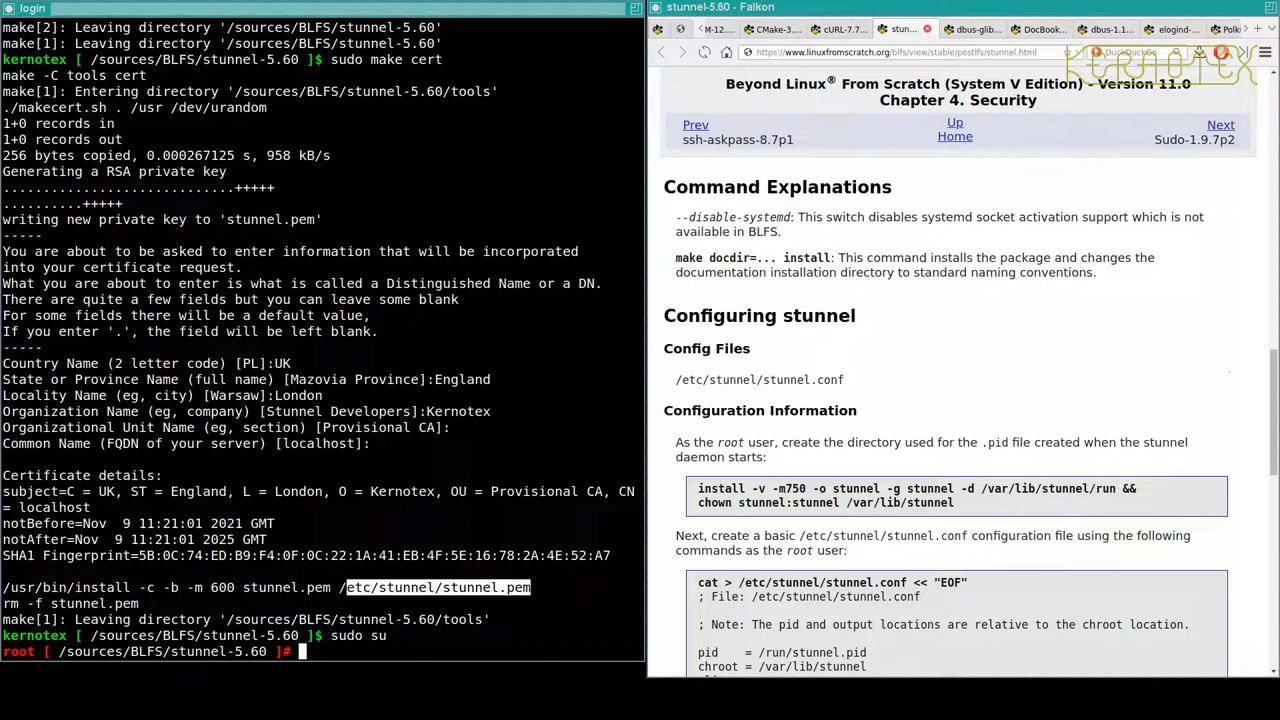 login
make[2]: Leaving directory '/sources/BLFS/stunnel-5.60'
make[1]: Leaving directory '/sources/BLFS/stunnel-5.60'
kernotex [ /sources/BLFS/stunnel-5.60 ]$ sudo make cert
make -C tools cert
make[1]: Entering directory '/sources/BLFS/stunnel-5.60/tools'
./makecert.sh . /usr /dev/urandom
1+0 records in
1+0 records out
256 bytes copied, 0.000267125 s, 958 kB/s
Generating a RSA private key
.............................+++++
..........+++++
writing new private key to 'stunnel.pem'
-----
You are about to be asked to enter information that will be incorporated
into your certificate request.
What you are about to enter is what is called a Distinguished Name or a DN.
There are quite a few fields but you can leave some blank
For some fields there will be a default value,
If you enter '.', the field will be left blank.
-----
Country Name (2 letter code) [PL]:UK
State or Province Name (full name) [Mazovia Province]:England
Locality Name (eg, city) [Warsaw]:London
Organization Name (eg, company) [Stunnel Developers]:Kernotex
Organizational Unit Name (eg, section) [Provisional CA]:
Common Name (FQDN of your server) [localhost]:
Certificate details:
subject=C = UK, ST = England, L = London, O = Kernotex, OU = Provisional CA, CN
= localhost
notBefore=Nov  9 11:21:01 2021 GMT
notAfter=Nov  9 11:21:01 2025 GMT
SHA1 Fingerprint=5B:0C:74:ED:B9:F4:0F:0C:22:1A:41:EB:4F:5E:16:78:2A:4E:52:A7
/usr/bin/install -c -b -m 600 stunnel.pem /etc/stunnel/stunnel.pem
rm -f stunnel.pem
make[1]: Leaving directory '/sources/BLFS/stunnel-5.60/tools'
kernotex [ /sources/BLFS/stunnel-5.60 ]$ sudo su
root [ /sources/BLFS/stunnel-5.60 ]#
stunnel-5.60 - Falkon
M-12.... CMake-3.... cURL-7.7... stunn... dbus-glib... DocBook... dbus-1.1... elogind-... Polk
https://www.linuxfromscratch.org/blfs/view/stable/postlfs/stunnel.html DuckDuckGo
KERNOTEX
Beyond Linux® From Scratch (System V Edition) - Version 11.0
Chapter 4. Security
Prev Up Next
ssh-askpass-8.7p1 Home Sudo-1.9.7p2
Command Explanations
--disable-systemd: This switch disables systemd socket activation support which is not
available in BLFS.
make docdir=... install: This command installs the package and changes the
documentation installation directory to standard naming conventions.
Configuring stunnel
Config Files
/etc/stunnel/stunnel.conf
Configuration Information
As the root user, create the directory used for the .pid file created when the stunnel
daemon starts:
install -v -m750 -o stunnel -g stunnel -d /var/lib/stunnel/run &&
chown stunnel:stunnel /var/lib/stunnel
Next, create a basic /etc/stunnel/stunnel.conf configuration file using the following
commands as the root user:
cat > /etc/stunnel/stunnel.conf << "EOF"
; File: /etc/stunnel/stunnel.conf
; Note: The pid and output locations are relative to the chroot location.
pid    = /run/stunnel.pid
chroot = /var/lib/stunnel